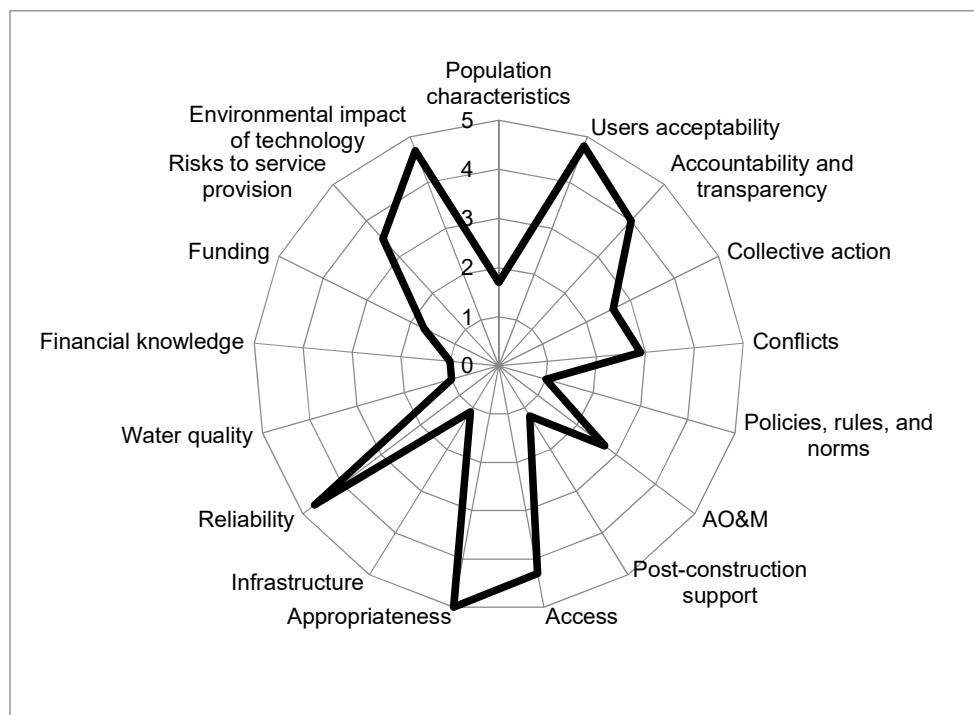 Population
characteristics
Users acceptability
Accountability and
transparency
Collective action
Conflicts
Policies, rules, and
norms
AO&M
Post-construction
support
Access
Appropriateness
Infrastructure
Reliability
Water quality
Financial knowledge
Funding
Risks to service
provision
Environmental impact
of technology
5
4
3
2
1
0